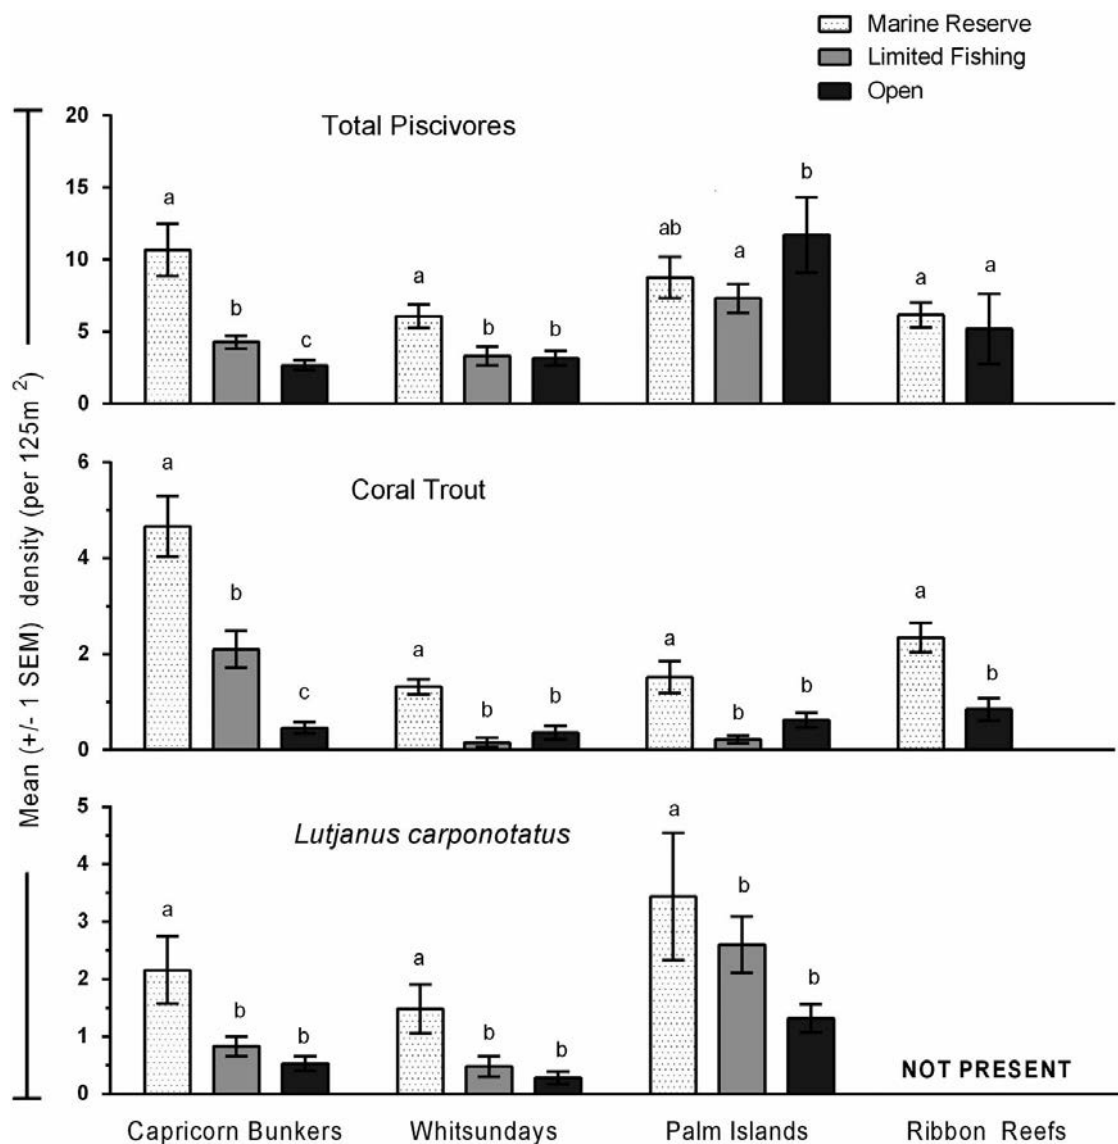 Marine Reserve
Limited Fishing
Open
Mean (+/- 1 SEM) density (per 125m ²)
Total Piscivores
20
15
10
5
0
a
b
c
a
b
b
ab
a
b
a
a
Coral Trout
6
4
2
0
a
b
c
a
b
b
a
b
b
a
b
Lutjanus carponotatus
5
4
3
2
1
0
a
b
b
a
b
b
a
b
b
NOT PRESENT
Capricorn Bunkers Whitsundays Palm Islands Ribbon Reefs